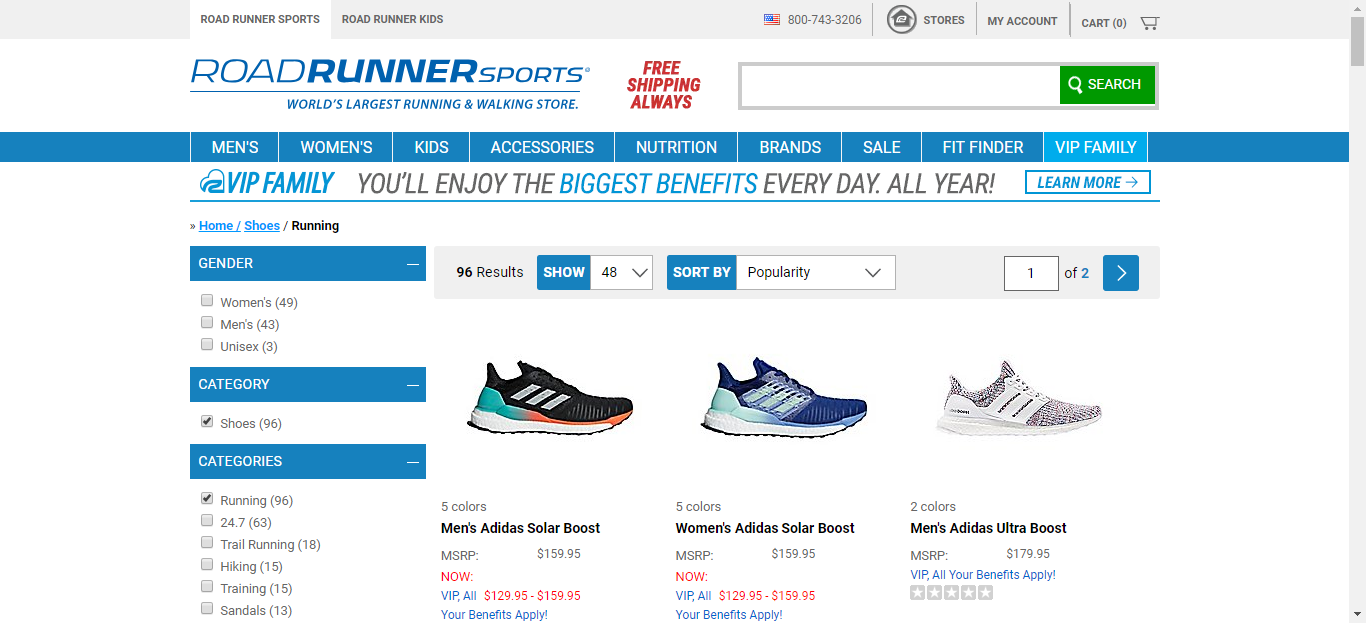 ROAD RUNNER SPORTS
ROAD RUNNER KIDS
800-743-3206
STORES
MY ACCOUNT
CART (0)
ROADRUNNERSPORTS®
WORLD'S LARGEST RUNNING & WALKING STORE.
FREE
SHIPPING
ALWAYS
SEARCH
MEN'S
WOMEN'S
KIDS
ACCESSORIES
NUTRITION
BRANDS
SALE
FIT FINDER
VIP FAMILY
VIP FAMILY
YOU'LL ENJOY THE BIGGEST BENEFITS EVERY DAY. ALL YEAR!
LEARN MORE →
» Home / Shoes / Running
GENDER
Women's (49)
Men's (43)
Unisex (3)
CATEGORY
Shoes (96)
CATEGORIES
Running (96)
24.7 (63)
Trail Running (18)
Hiking (15)
Training (15)
Sandals (13)
96 Results
SHOW
48
SORT BY
Popularity
1
of 2
5 colors
Men's Adidas Solar Boost
MSRP: $159.95
NOW:
VIP, All $129.95 - $159.95
Your Benefits Apply!
5 colors
Women's Adidas Solar Boost
MSRP: $159.95
NOW:
VIP, All $129.95 - $159.95
Your Benefits Apply!
2 colors
Men's Adidas Ultra Boost
MSRP: $179.95
VIP, All Your Benefits Apply!